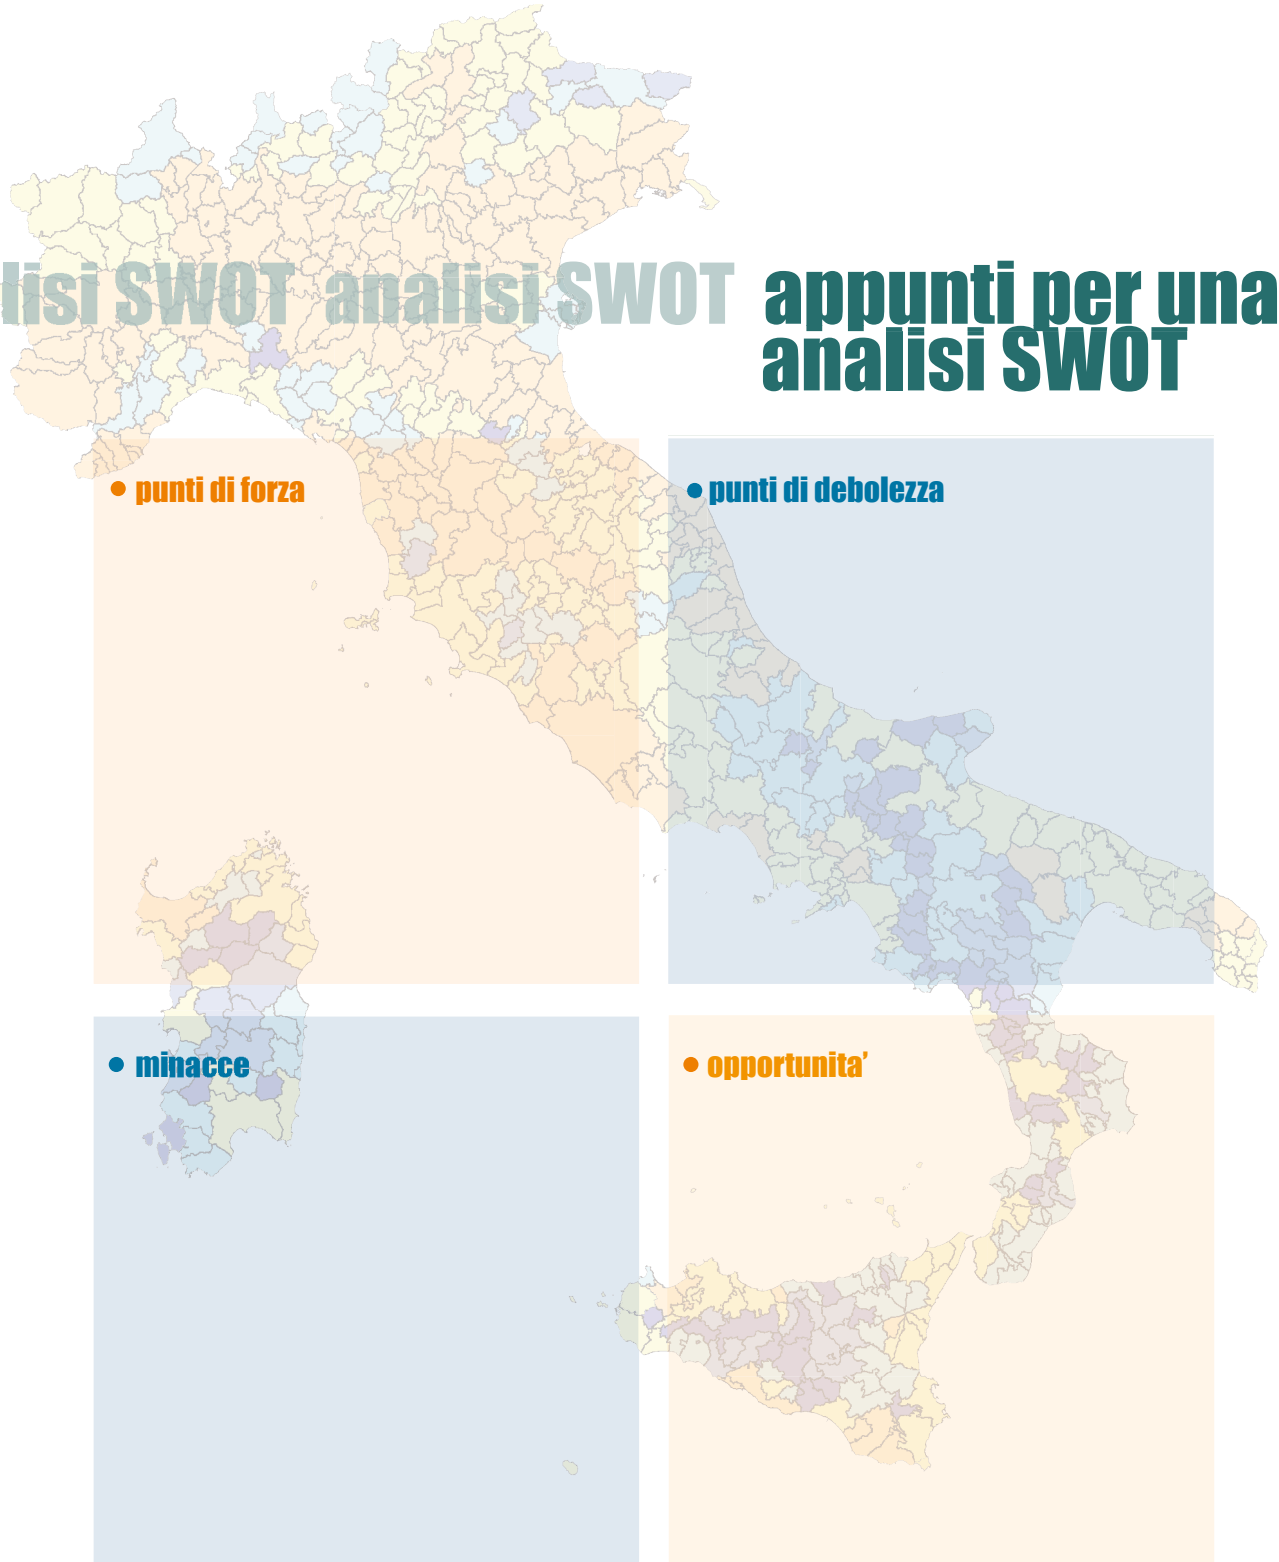 lisi SWOT analisi SWOT appunti per una
analisi SWOT
• punti di forza
• punti di debolezza
• minacce
• opportunita'